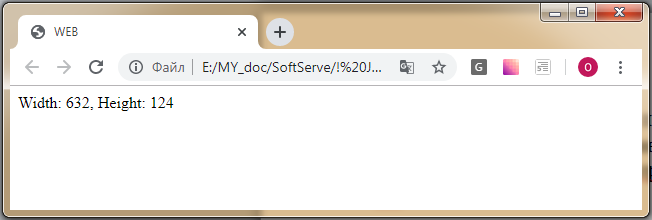 WEB
Файл E:/MY_doc/SoftServe/!%20J...
G
O
Width: 632, Height: 124